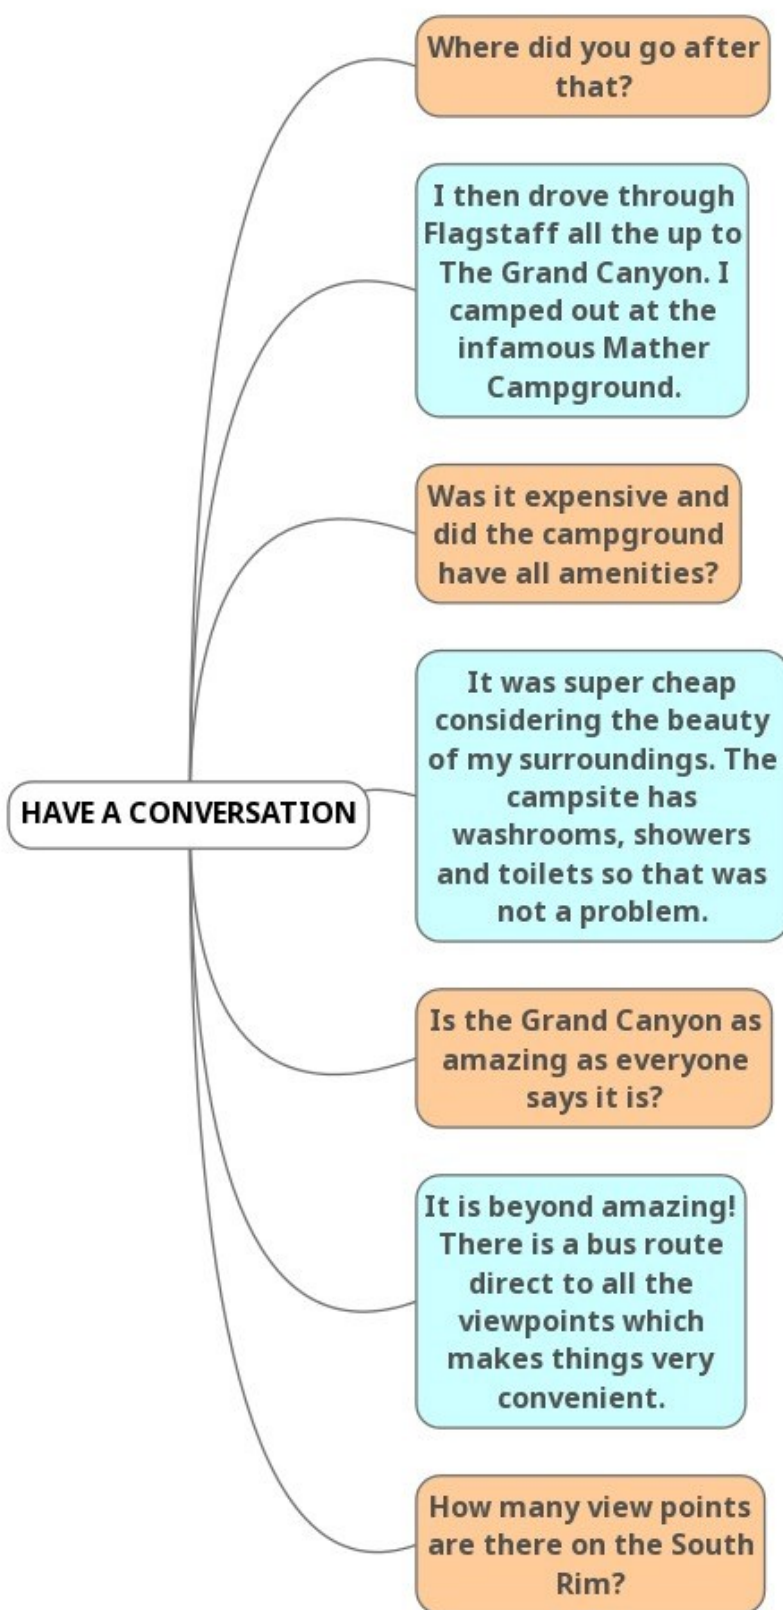 Where did you go after
that?
I then drove through
Flagstaff all the up to
The Grand Canyon. I
camped out at the
infamous Mather
Campground.
Was it expensive and
did the campground
have all amenities?
It was super cheap
considering the beauty
of my surroundings. The
campsite has
washrooms, showers
and toilets so that was
not a problem.
HAVE A CONVERSATION
Is the Grand Canyon as
amazing as everyone
says it is?
It is beyond amazing!
There is a bus route
direct to all the
viewpoints which
makes things very
convenient.
How many view points
are there on the South
Rim?